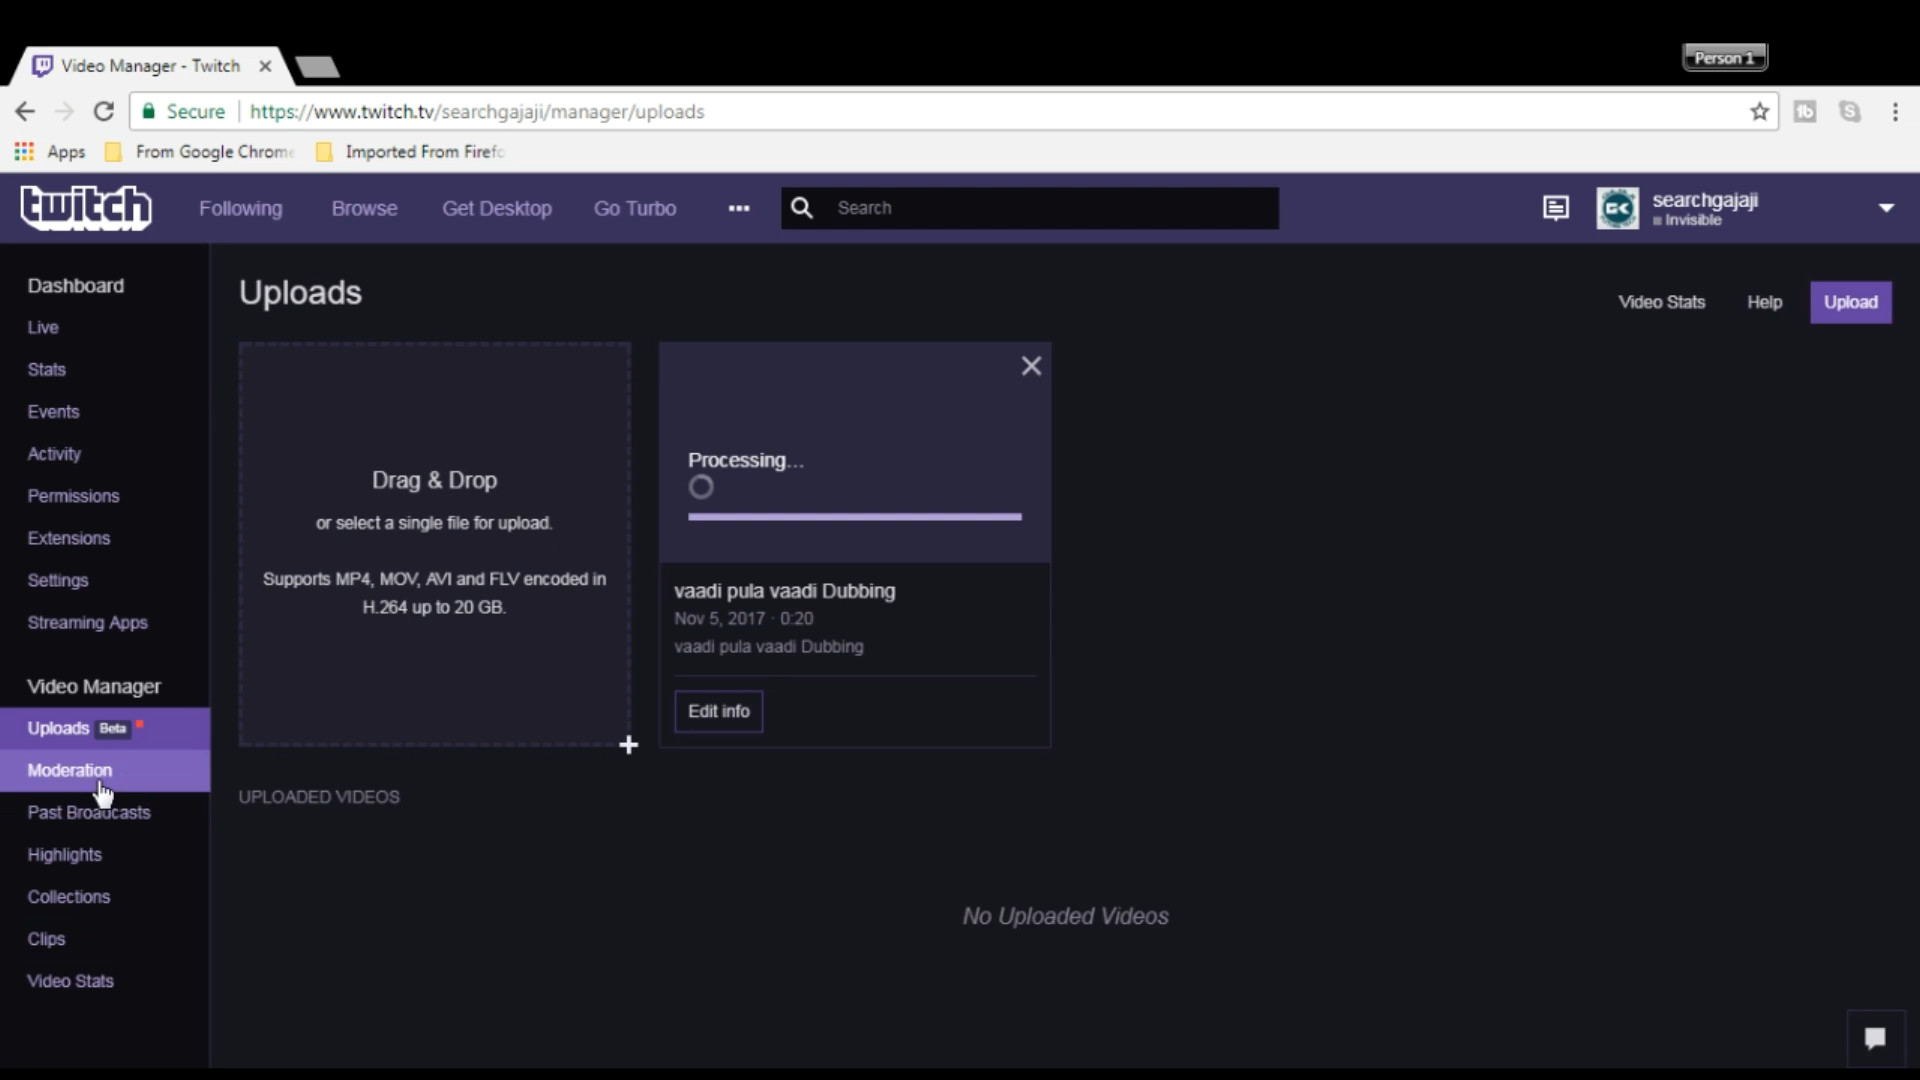 Video Manager - Twitch
Person 1
Secure
https://www.twitch.tv/searchgajaji/manager/uploads
Apps
From Google Chrome
Imported From Firefo
twitch
Following
Browse
Get Desktop
Go Turbo
Search
GK
searchgajaji
Invisible
Dashboard
Live
Stats
Events
Activity
Permissions
Extensions
Settings
Streaming Apps
Video Manager
Uploads Beta
Moderation
Past Broadcasts
Highlights
Collections
Clips
Video Stats
Uploads
Video Stats
Help
Upload
Drag & Drop
or select a single file for upload.
Supports MP4, MOV, AVI and FLV encoded in
H.264 up to 20 GB.
Processing...
vaadi pula vaadi Dubbing
Nov 5, 2017 · 0:20
vaadi pula vaadi Dubbing
Edit info
UPLOADED VIDEOS
No Uploaded Videos